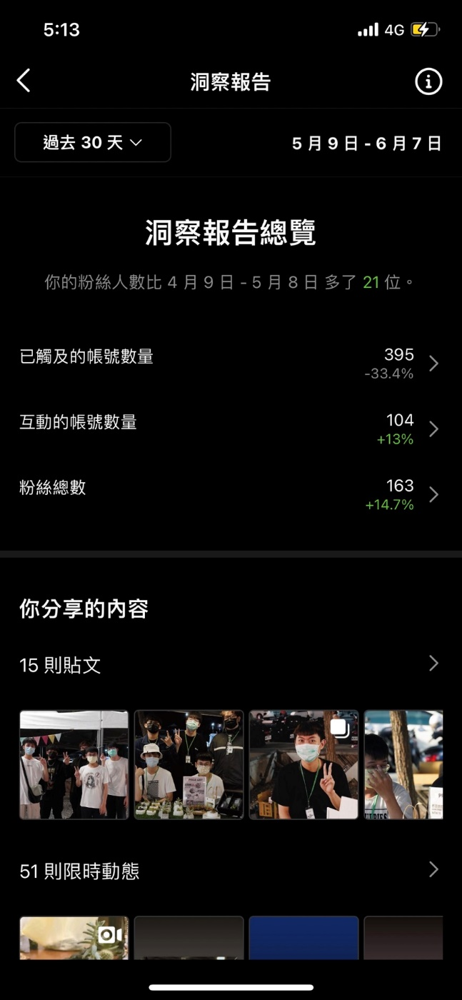 5:13
4G
洞察報告
過去 30 天
5 月 9 日 - 6 月 7 日
洞察報告總覽
你的粉絲人數比 4 月 9 日 - 5 月 8 日 多了 21 位。
已觸及的帳號數量
395
-33.4%
互動的帳號數量
104
+13%
粉絲總數
163
+14.7%
你分享的內容
15 則貼文
51 則限時動態